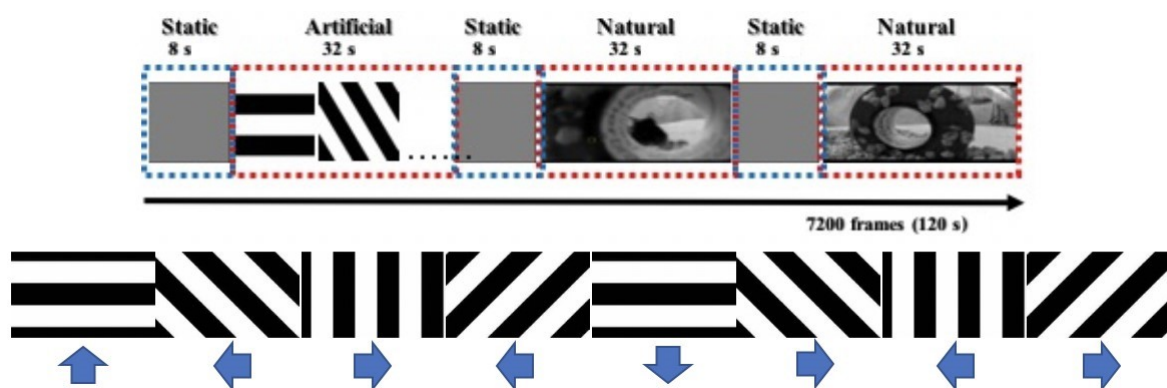 Static Artificial Static Natural Static Natural
8 s 32 s 8 s 32 s 8 s 32 s
7200 frames (120 s)